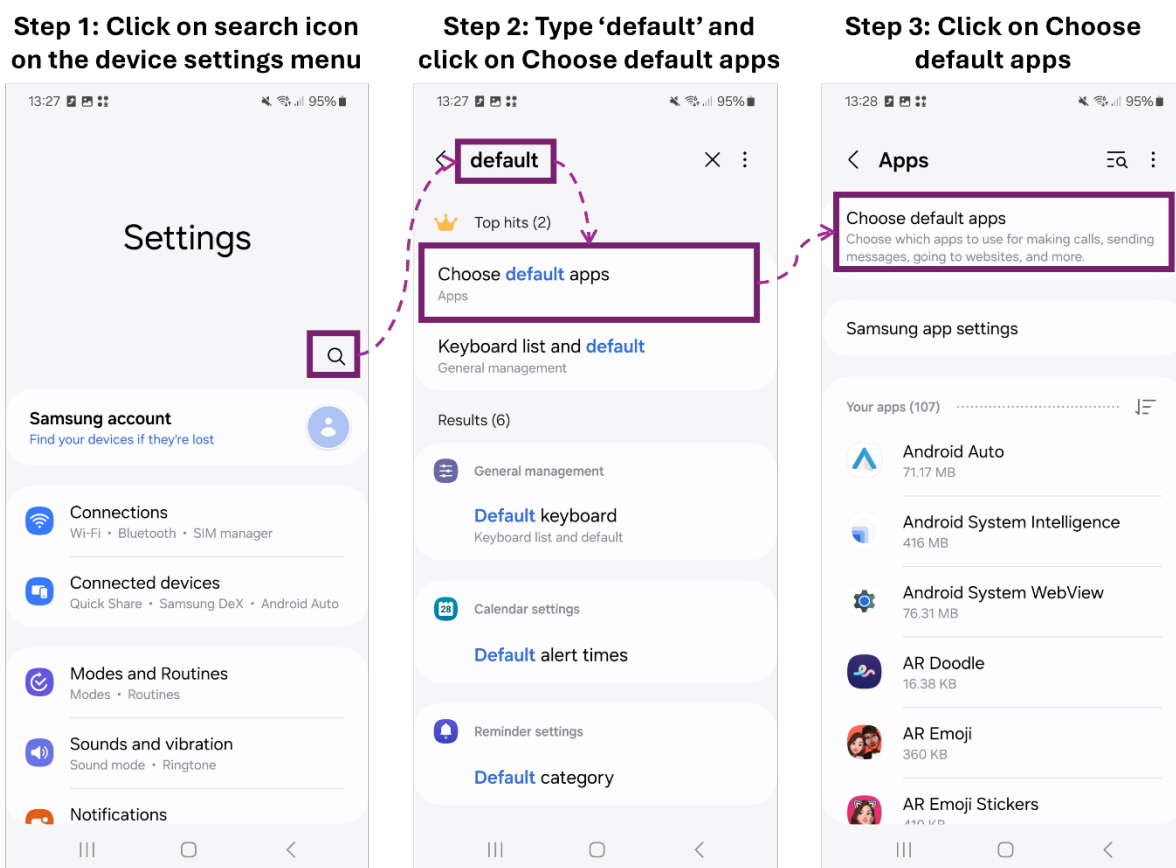 Step 1: Click on search icon
on the device settings menu
13:27
95%
Settings
Samsung account
Find your devices if they're lost
Connections
Wi-Fi • Bluetooth • SIM manager
Connected devices
Quick Share • Samsung DeX • Android Auto
Modes and Routines
Modes • Routines
Sounds and vibration
Sound mode • Ringtone
Notifications
Step 2: Type ‘default’ and
click on Choose default apps
13:27
95%
default
Top hits (2)
Choose default apps
Apps
Keyboard list and default
General management
Results (6)
General management
Default keyboard
Keyboard list and default
28
Calendar settings
Default alert times
Reminder settings
Default category
Step 3: Click on Choose
default apps
13:28
95%
Apps
Choose default apps
Choose which apps to use for making calls, sending
messages, going to websites, and more.
Samsung app settings
Your apps (107)
Android Auto
71.17 MB
Android System Intelligence
416 MB
Android System WebView
76.31 MB
AR Doodle
16.38 KB
AR Emoji
360 KB
AR Emoji Stickers